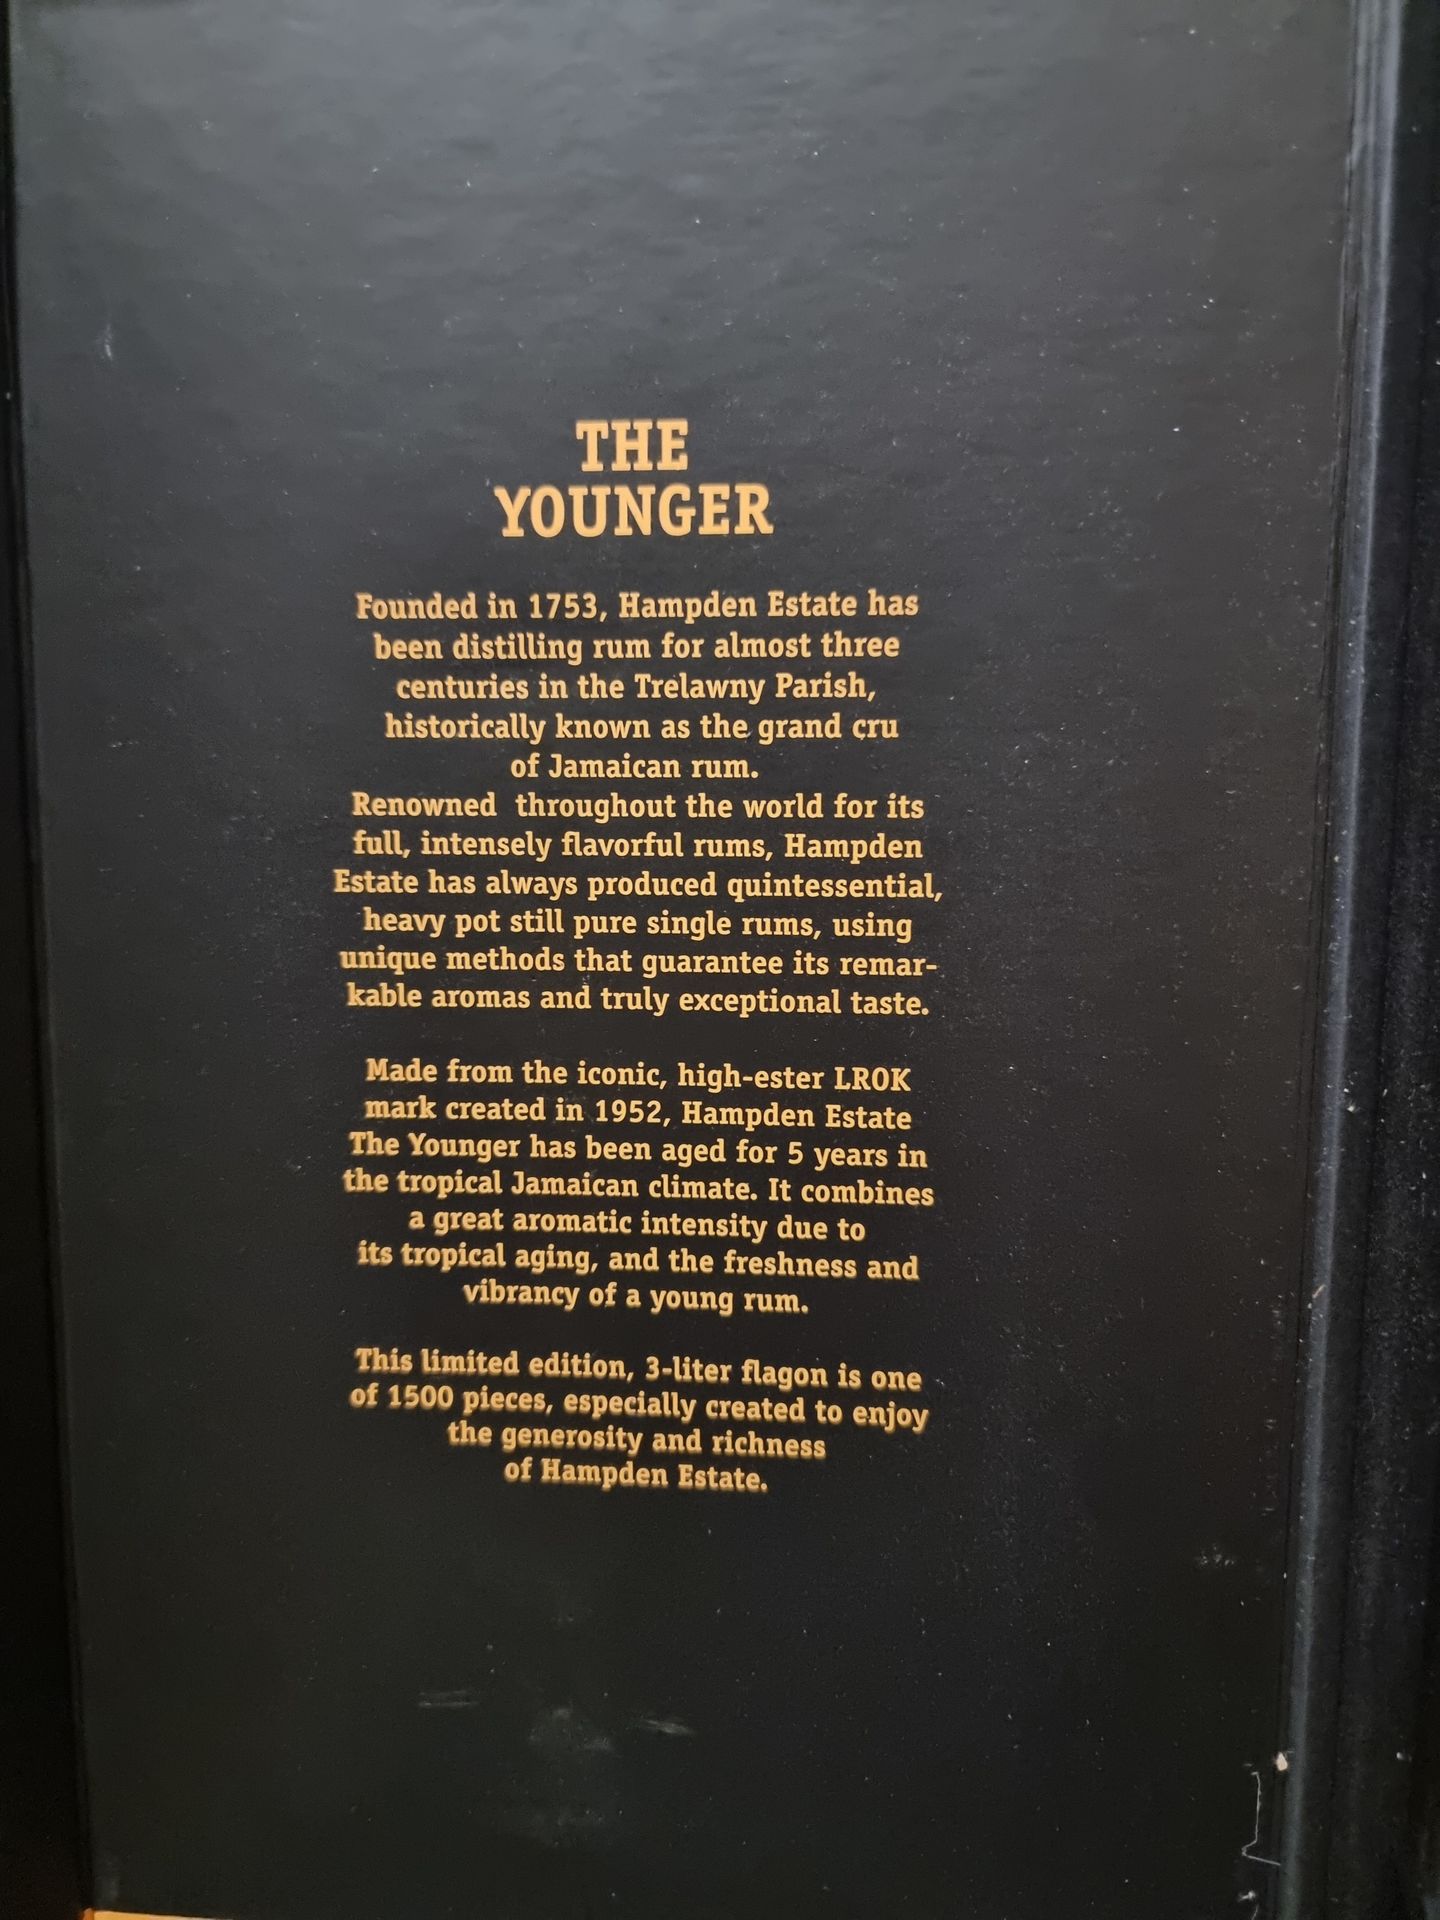 THE
YOUNGER
Founded in 1753, Hampden Estate has
been distilling rum for almost three
centuries in the Trelawny Parish,
historically known as the grand cru
of Jamaican rum.
Renowned throughout the world for its
full, intensely flavorful rums, Hampden
Estate has always produced quintessential,
heavy pot still pure single rums, using
unique methods that guarantee its remar-
kable aromas and truly exceptional taste.
Made from the iconic, high-ester LROK
mark created in 1952, Hampden Estate
The Younger has been aged for 5 years in
the tropical Jamaican climate. It combines
a great aromatic intensity due to
its tropical aging, and the freshness and
vibrancy of a young rum.
This limited edition, 3-liter flagon is one
of 1500 pieces, especially created to enjoy
the generosity and richness
of Hampden Estate.